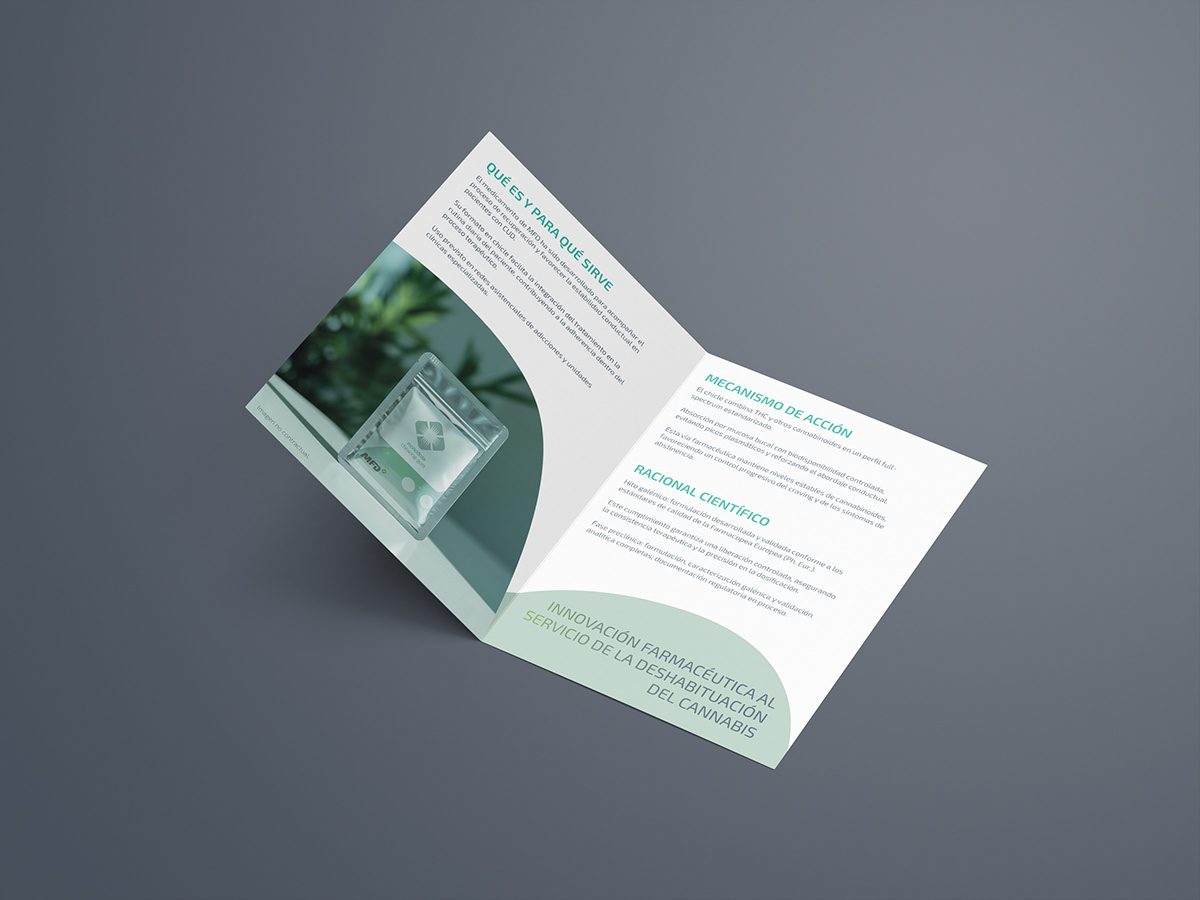 QUÉ ES Y PARA QUÉ SIRVE
El medicamento de MFD ha sido desarrollado para acompañar el
proceso de recuperación y favorecer la estabilidad conductual en
pacientes con CUD.
Su formato en chicle facilita la integración del tratamiento en la
rutina diaria del paciente, contribuyendo a la adherencia dentro del
proceso terapéutico.
Uso previsto en redes asistenciales de adicciones y unidades
clínicas especializadas.
medical
chewing gum
MFD
imagen no contractual
MECANISMO DE ACCIÓN
El chicle combina THC y otros cannabinoides en un perfil full-
spectrum estandarizado.
Absorción por mucosa bucal con biodisponibilidad controlada,
evitando picos plasmáticos y reforzando el abordaje conductual.
Esta vía farmacéutica mantiene niveles estables de cannabinoides,
favoreciendo un control progresivo del craving y de los síntomas de
abstinencia.
RACIONAL CIENTÍFICO
Hito galénico: formulación desarrollada y validada conforme a los
estándares de calidad de la Farmacopea Europea (Ph. Eur.).
Este cumplimiento garantiza una liberación controlada, asegurando
la consistencia terapéutica y la precisión en la dosificación.
Fase preclínica: formulación, caracterización galénica y validación
analítica completas; documentación regulatoria en proceso.
INNOVACIÓN FARMACÉUTICA AL
SERVICIO DE LA DESHABITUACIÓN
DEL CANNABIS